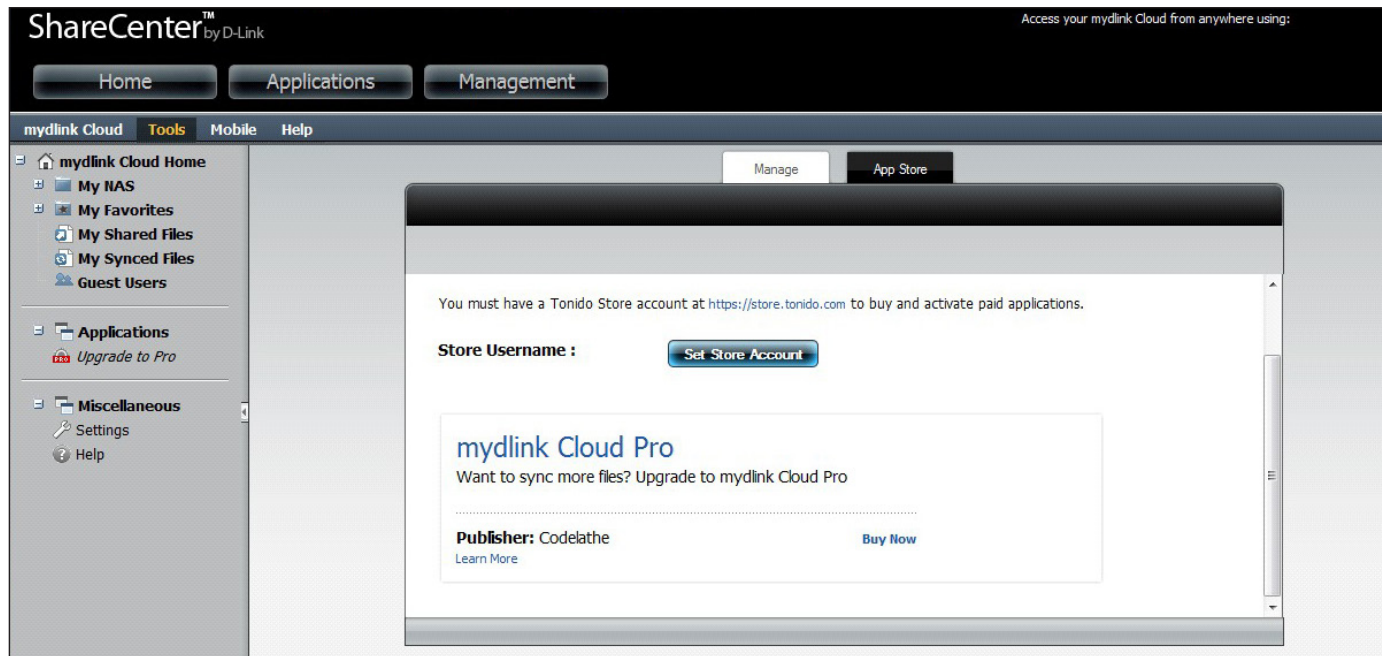 ShareCenter™ by D-Link
Access your mydlink Cloud from anywhere using:
Home Applications Management
mydlink Cloud Tools Mobile Help
mydlink Cloud Home
My NAS
My Favorites
My Shared Files
My Synced Files
Guest Users
Applications
PRO Upgrade to Pro
Miscellaneous
Settings
Help
Manage App Store
You must have a Tonido Store account at https://store.tonido.com to buy and activate paid applications.
Store Username : Set Store Account
mydlink Cloud Pro
Want to sync more files? Upgrade to mydlink Cloud Pro
Publisher: Codelathe Buy Now
Learn More